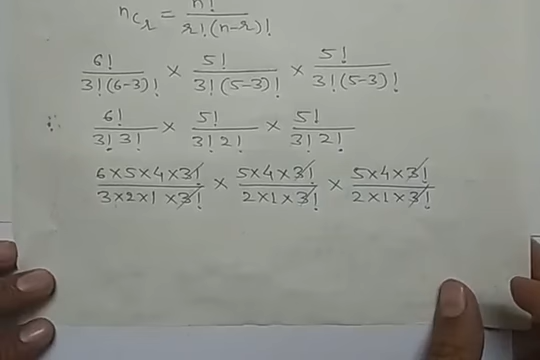 nCr = n! / r!(n-r)!
6! / 3!(6-3)! × 5! / 3!(5-3)! × 5! / 3!(5-3)!
6! / 3! 3! × 5! / 3! 2! × 5! / 3! 2!
6×5×4×3! / 3×2×1×3! × 5×4×3! / 2×1×3! × 5×4×3! / 2×1×3!